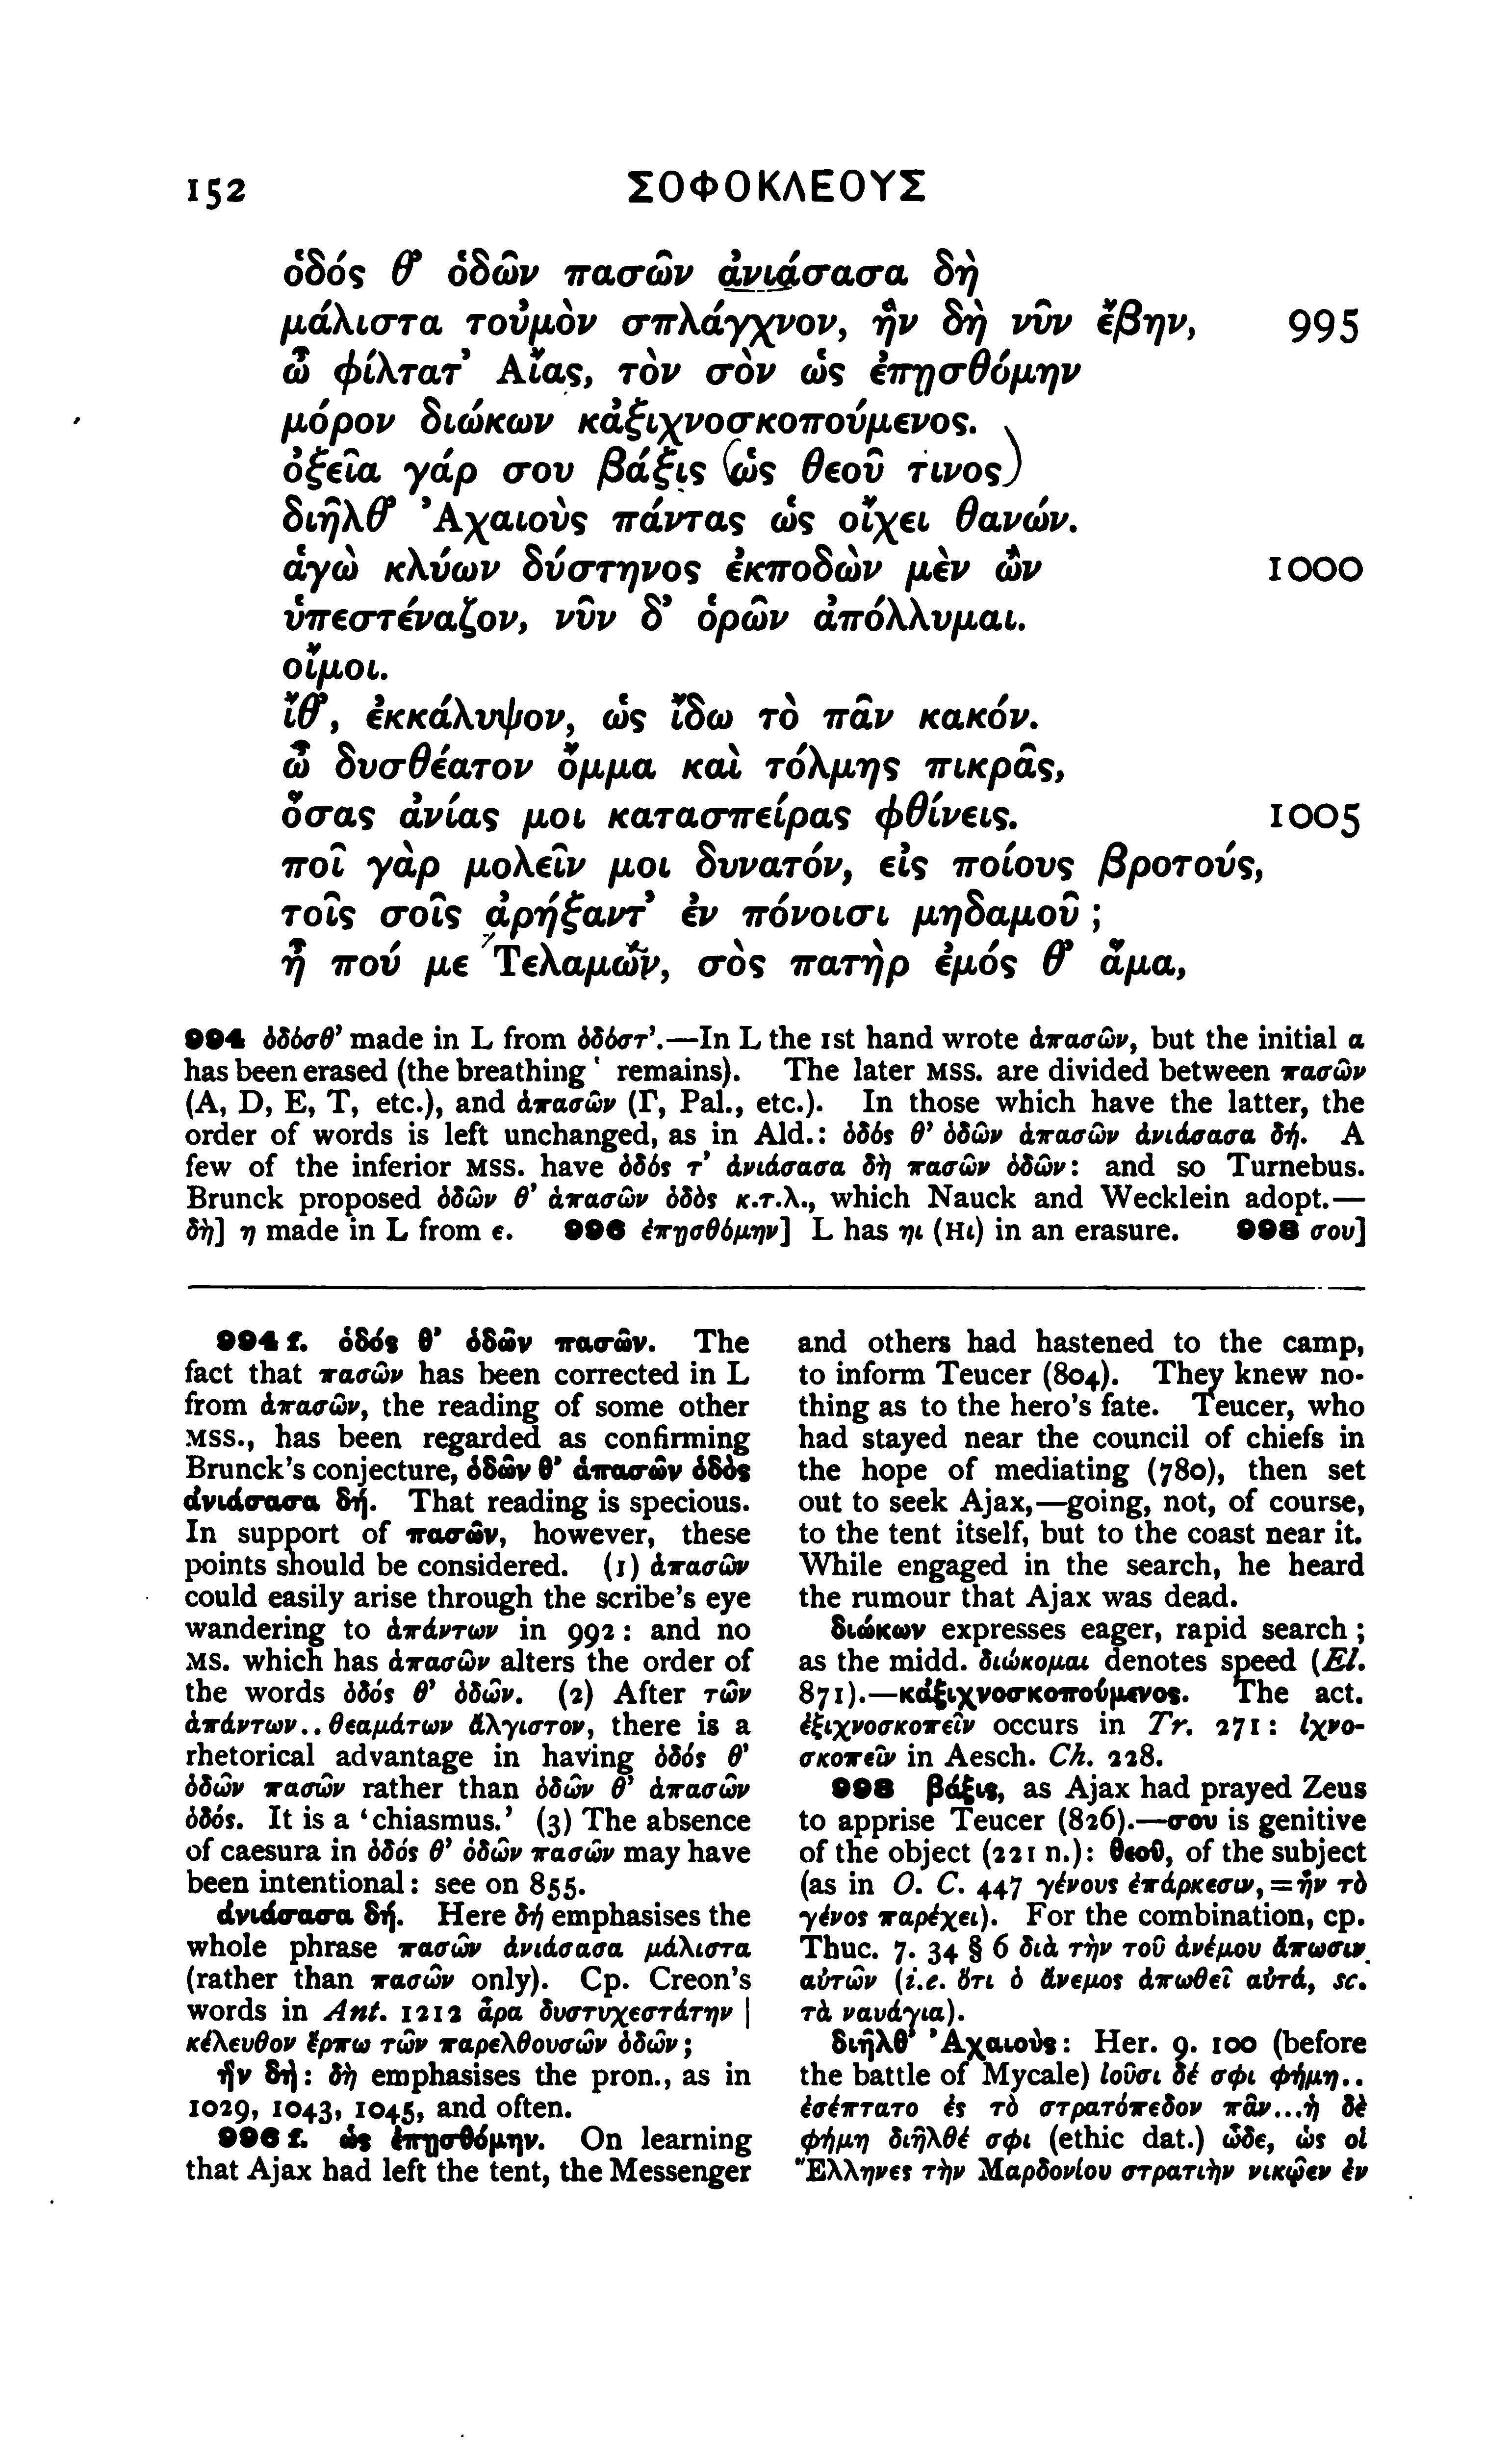 152 ΣΟΦΟΚΛΕΟΥΣ
ὁδός θ’ ὁδῶν πασῶν ἀνιάσασα δὴ
μάλιστα τοὐμὸν σπλάγχνον, ἣν δὴ νῦν ἔβην, 995
ὦ φίλτατ’ Αἴας, τὸν σὸν ὡς ἐπῃσθόμην
μόρον διώκων κἀξιχνοσκοπούμενος.
ὀξεῖα γάρ σου βάξις (ὡς θεοῦ τινος)
διῆλθ’ Ἀχαιοὺς πάντας ὡς οἴχει θανών.
ἁγὼ κλύων δύστηνος ἐκποδὼν μὲν ὢν 1000
ὑπεστέναζον, νῦν δ’ ὁρῶν ἀπόλλυμαι.
οἴμοι.
ἴθ’, ἐκκάλυψον, ὡς ἴδω τὸ πᾶν κακόν.
ὦ δυσθέατον ὄμμα καὶ τόλμης πικρᾶς,
ὅσας ἀνίας μοι κατασπείρας φθίνεις. 1005
ποῖ γὰρ μολεῖν μοι δυνατόν, εἰς ποίους βροτούς,
τοῖς σοῖς ἀρήξαντ’ ἐν πόνοισι μηδαμοῦ ;
ἦ πού με Τελαμών, σὸς πατὴρ ἐμός θ’ ἅμα,
994 ὁδόσθ’ made in L from ὁδόστ’.—In L the 1st hand wrote ἁπασῶν, but the initial α
has been erased (the breathing ‛ remains). The later MSS. are divided between πασῶν
(A, D, E, T, etc.), and ἁπασῶν (Γ, Pal., etc.). In those which have the latter, the
order of words is left unchanged, as in Ald.: ὁδός θ’ ὁδῶν ἁπασῶν ἀνιάσασα δή. A
few of the inferior MSS. have ὁδός τ’ ἀνιάσασα δὴ πασῶν ὁδῶν: and so Turnebus.
Brunck proposed ὁδῶν θ’ ἁπασῶν ὁδὸς κ.τ.λ., which Nauck and Wecklein adopt.—
δὴ] η made in L from ε. 996 ἐπῃσθόμην] L has ηι (Hι) in an erasure. 998 σου]
994 f. ὁδός θ’ ὁδῶν πασῶν. The
fact that πασῶν has been corrected in L
from ἁπασῶν, the reading of some other
MSS., has been regarded as confirming
Brunck's conjecture, ὁδῶν θ’ ἁπασῶν ὁδὸς
ἀνιάσασα δή. That reading is specious.
In support of πασῶν, however, these
points should be considered. (1) ἁπασῶν
could easily arise through the scribe's eye
wandering to ἁπάντων in 992: and no
MS. which has ἁπασῶν alters the order of
the words ὁδός θ’ ὁδῶν. (2) After τῶν
ἁπάντων..θεαμάτων ἄλγιστον, there is a
rhetorical advantage in having ὁδός θ’
ὁδῶν πασῶν rather than ὁδῶν θ’ ἁπασῶν
ὁδός. It is a ‘chiasmus.’ (3) The absence
of caesura in ὁδός θ’ ὁδῶν πασῶν may have
been intentional: see on 855.
ἀνιάσασα δή. Here δή emphasises the
whole phrase πασῶν ἀνιάσασα μάλιστα
(rather than πασῶν only). Cp. Creon's
words in Ant. 1212 ἆρα δυστυχεστάτην |
κέλευθον ἕρπω τῶν παρελθουσῶν ὁδῶν;
ἣν δή: δὴ emphasises the pron., as in
1029, 1043, 1045, and often.
996 f. ὡς ἐπῃσθόμην. On learning
that Ajax had left the tent, the Messenger
and others had hastened to the camp,
to inform Teucer (804). They knew no-
thing as to the hero's fate. Teucer, who
had stayed near the council of chiefs in
the hope of mediating (780), then set
out to seek Ajax,—going, not, of course,
to the tent itself, but to the coast near it.
While engaged in the search, he heard
the rumour that Ajax was dead.
διώκων expresses eager, rapid search;
as the midd. διώκομαι denotes speed (El.
871).—κἀξιχνοσκοπούμενος. The act.
ἐξιχνοσκοπεῖν occurs in Tr. 271: ἰχνο-
σκοπεῖν in Aesch. Ch. 228.
998 βάξις, as Ajax had prayed Zeus
to apprise Teucer (826).—σου is genitive
of the object (221 n.): θεοῦ, of the subject
(as in O. C. 447 γένους ἐπάρκεσιν,=ἣν τὸ
γένος παρέχει). For the combination, cp.
Thuc. 7. 34 § 6 διὰ τὴν τοῦ ἀνέμου ἄπωσιν
αὐτῶν (i.e. ὅτι ὁ ἄνεμος ἀπωθεῖ αὐτά, sc.
τὰ ναυάγια).
διῆλθ’ Ἀχαιοὺς: Her. 9. 100 (before
the battle of Mycale) ἰοῦσι δέ σφι φήμη..
ἐσέπτατο ἐς τὸ στρατόπεδον πᾶν...ἡ δὲ
φήμη διῆλθέ σφι (ethic dat.) ὧδε, ὡς οἱ
Ἕλληνες τὴν Μαρδονίου στρατιὴν νικῷεν ἐν